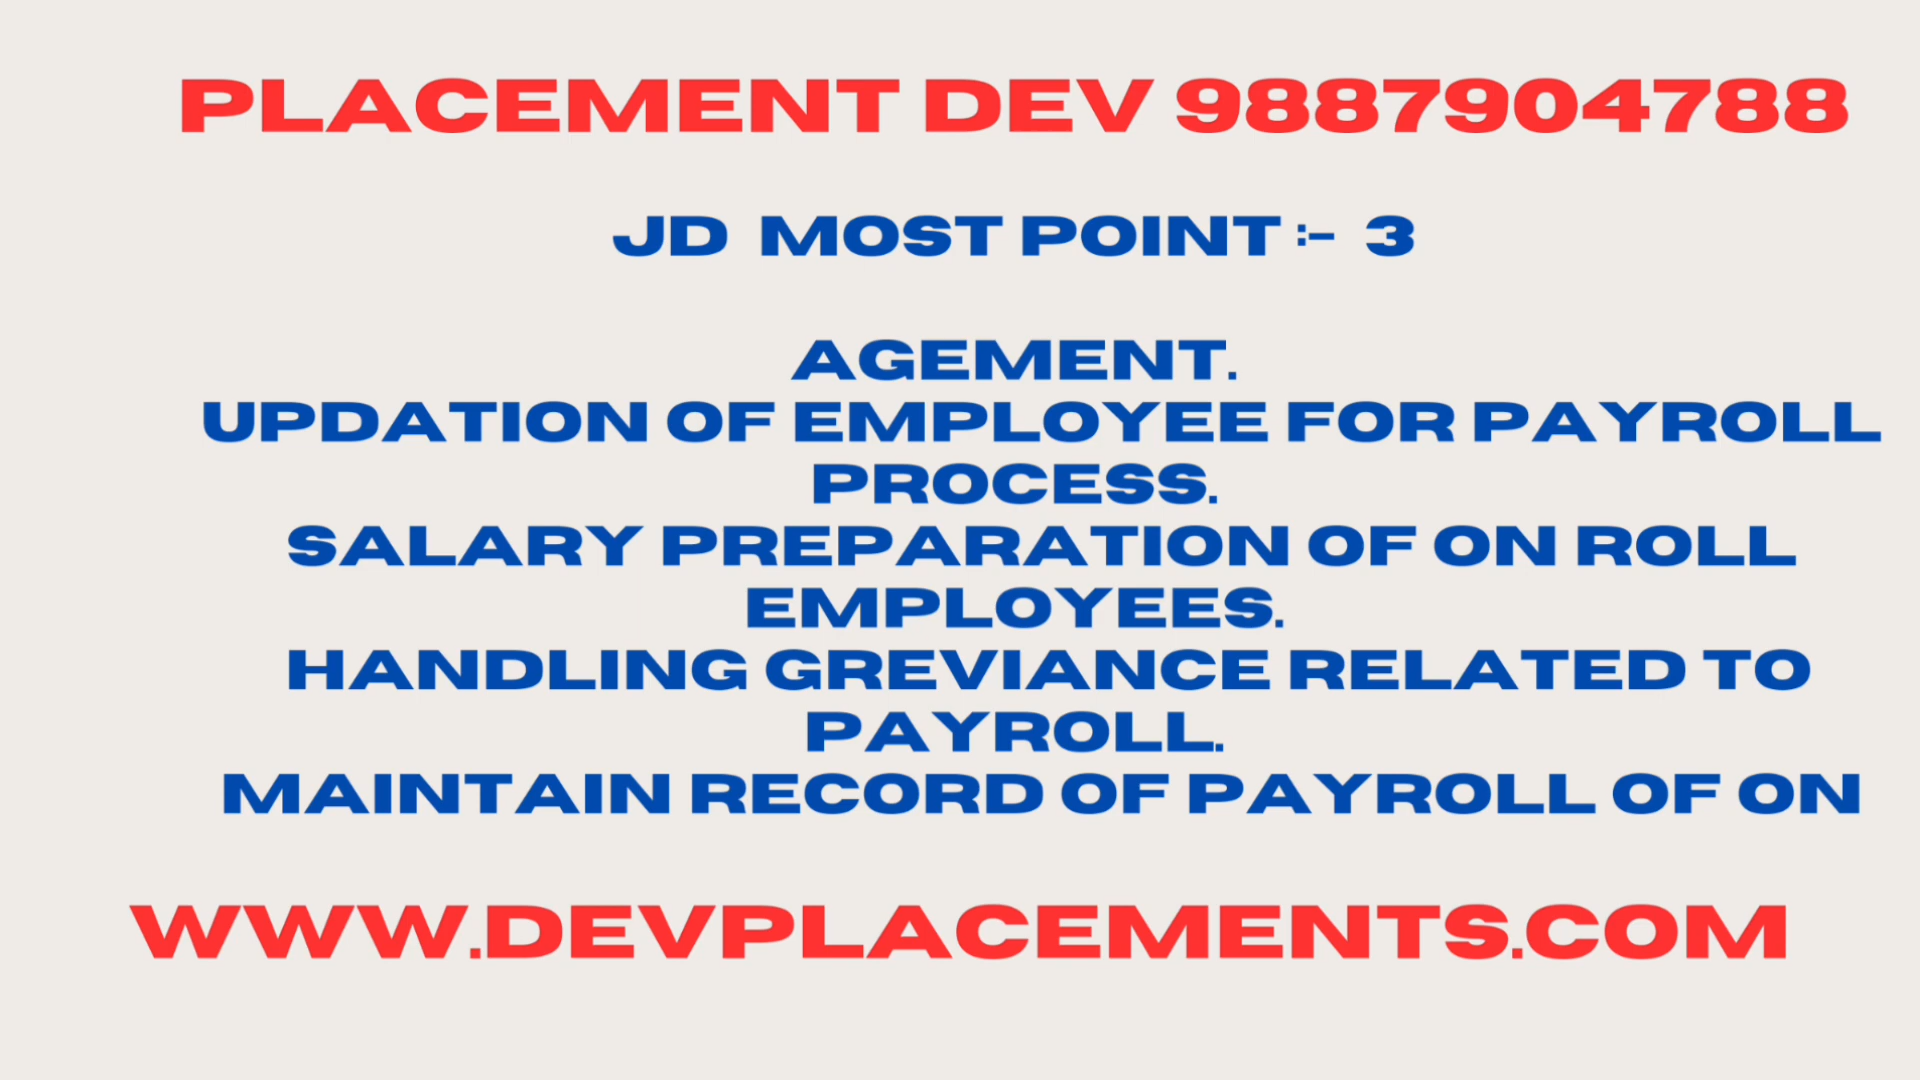 PLACEMENT DEV 9887904788
JD MOST POINT :- 3
AGEMENT.
UPDATION OF EMPLOYEE FOR PAYROLL
PROCESS.
SALARY PREPARATION OF ON ROLL
EMPLOYEES.
HANDLING GREVIANCE RELATED TO
PAYROLL.
MAINTAIN RECORD OF PAYROLL OF ON
WWW.DEVPLACEMENTS.COM